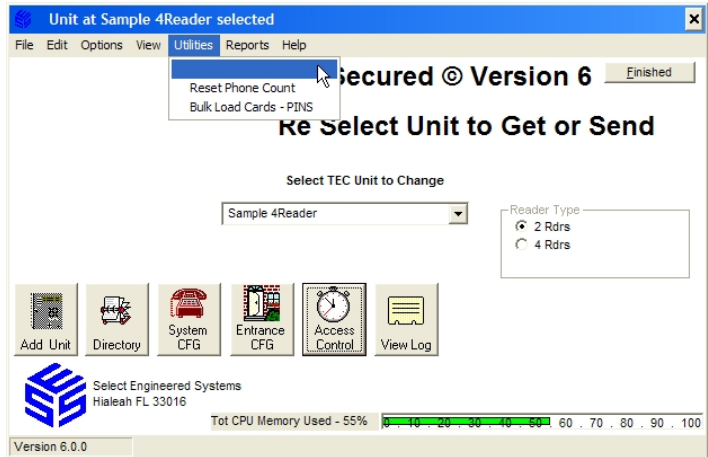 Unit at Sample 4Reader selected
File Edit Options View Utilities Reports Help
Reset Phone Count
Bulk Load Cards - PINS
Secured © Version 6
Finished
Re Select Unit to Get or Send
Select TEC Unit to Change
Sample 4Reader
Reader Type
2 Rdrs
4 Rdrs
Add Unit
Directory
System CFG
Entrance CFG
Access Control
View Log
Select Engineered Systems
Hialeah FL 33016
Tot CPU Memory Used - 55%
0 . 10 . 20 . 30 . 40 . 50 . 60 . 70 . 80 . 90 . 100
Version 6.0.0